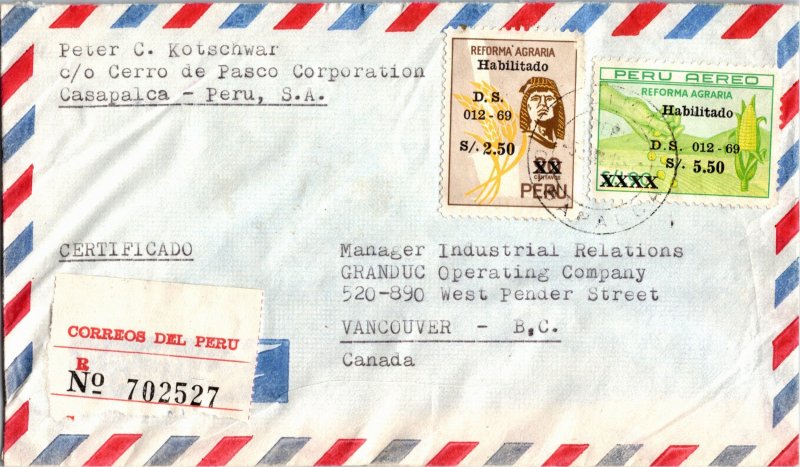 Peter C. Kotschwar
c/o Cerro de Pasco Corporation
Casapalca - Peru, S.A.
REFORMA AGRARIA
Habilitado
D. S.
012 - 69
S/. 2.50
XX
CENTAVOS
PERU
PERU AEREO
REFORMA AGRARIA
Habilitado
D. S. 012 - 69
S/. 5.50
XXXX
CERTIFICADO
Manager Industrial Relations
GRANDUC Operating Company
520-890 West Pender Street
VANCOUVER - B,C.
Canada
CORREOS DEL PERU
R
Nº 702527